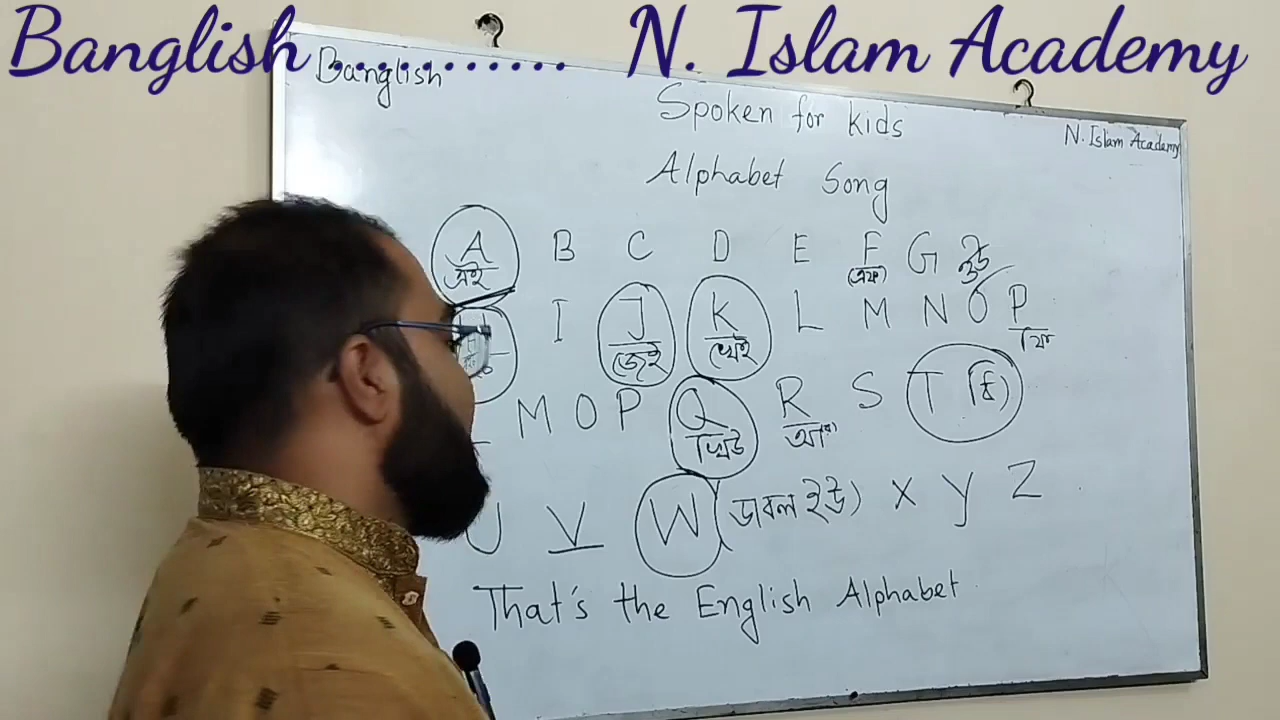 Banglish ........... N. Islam Academy
Banglish
Spoken for kids
N. Islam Academy
Alphabet Song
A B C D E F G
এই (এফ)
I J K L M N O P
জেই খেই ফি
M O P Q R S T (টি)
খিউ আর
U V W (ডাবল ইউ) X Y Z
That's the English Alphabet